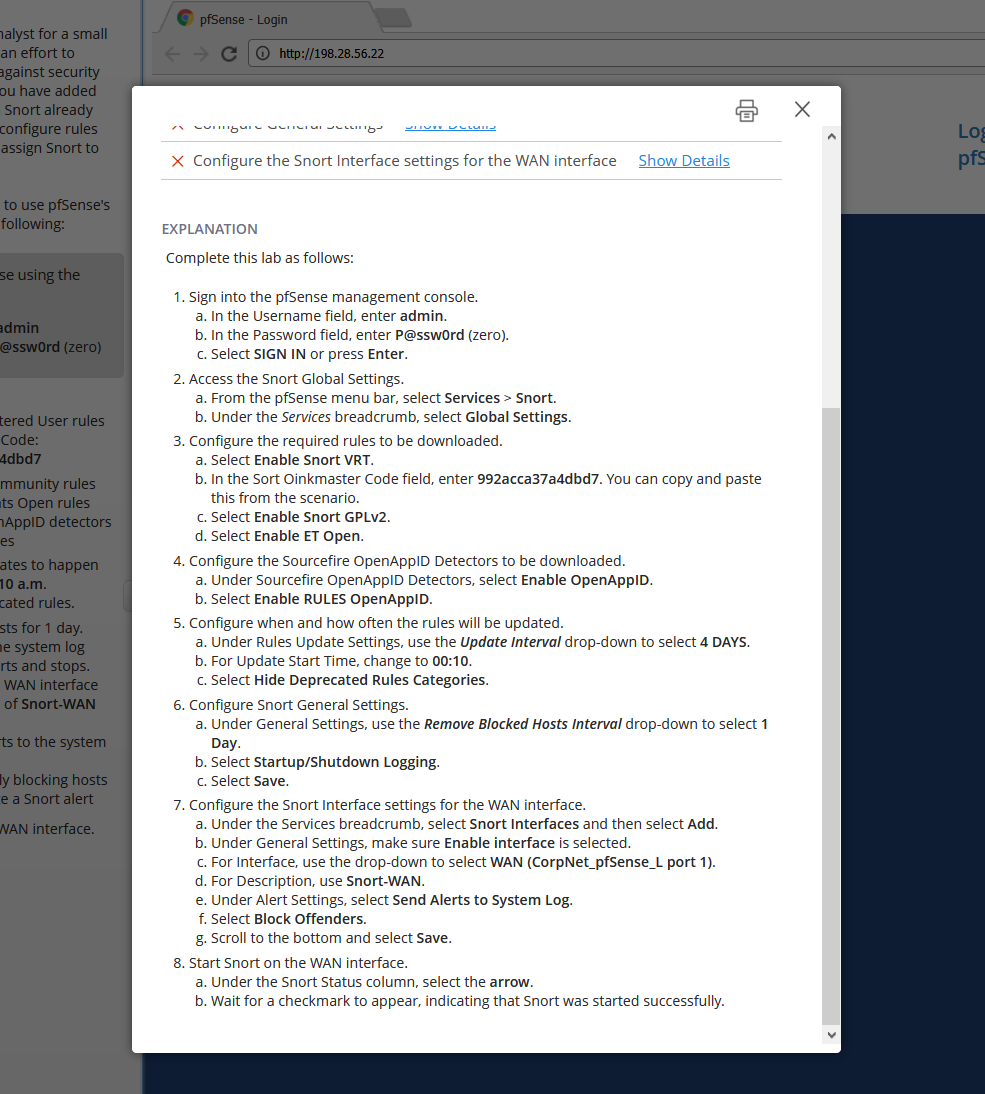 pfSense - Login
http://198.28.56.22
nalyst for a small
an effort to
against security
ou have added
Snort already
configure rules
assign Snort to
to use pfSense's
following:
se using the
admin
@ssw0rd (zero)
tered User rules
Code:
4dbd7
mmunity rules
ts Open rules
nAppID detectors
es
ates to happen
10 a.m.
cated rules.
sts for 1 day.
e system log
rts and stops.
WAN interface
of Snort-WAN
rts to the system
ly blocking hosts
e a Snort alert
WAN interface.
Log
pfS
Configure General Settings Show Details
Configure the Snort Interface settings for the WAN interface Show Details
EXPLANATION
Complete this lab as follows:
1. Sign into the pfSense management console.
a. In the Username field, enter admin.
b. In the Password field, enter P@ssw0rd (zero).
c. Select SIGN IN or press Enter.
2. Access the Snort Global Settings.
a. From the pfSense menu bar, select Services > Snort.
b. Under the Services breadcrumb, select Global Settings.
3. Configure the required rules to be downloaded.
a. Select Enable Snort VRT.
b. In the Sort Oinkmaster Code field, enter 992acca37a4dbd7. You can copy and paste
this from the scenario.
c. Select Enable Snort GPLv2.
d. Select Enable ET Open.
4. Configure the Sourcefire OpenAppID Detectors to be downloaded.
a. Under Sourcefire OpenAppID Detectors, select Enable OpenAppID.
b. Select Enable RULES OpenAppID.
5. Configure when and how often the rules will be updated.
a. Under Rules Update Settings, use the Update Interval drop-down to select 4 DAYS.
b. For Update Start Time, change to 00:10.
c. Select Hide Deprecated Rules Categories.
6. Configure Snort General Settings.
a. Under General Settings, use the Remove Blocked Hosts Interval drop-down to select 1
Day.
b. Select Startup/Shutdown Logging.
c. Select Save.
7. Configure the Snort Interface settings for the WAN interface.
a. Under the Services breadcrumb, select Snort Interfaces and then select Add.
b. Under General Settings, make sure Enable interface is selected.
c. For Interface, use the drop-down to select WAN (CorpNet_pfSense_L port 1).
d. For Description, use Snort-WAN.
e. Under Alert Settings, select Send Alerts to System Log.
f. Select Block Offenders.
g. Scroll to the bottom and select Save.
8. Start Snort on the WAN interface.
a. Under the Snort Status column, select the arrow.
b. Wait for a checkmark to appear, indicating that Snort was started successfully.